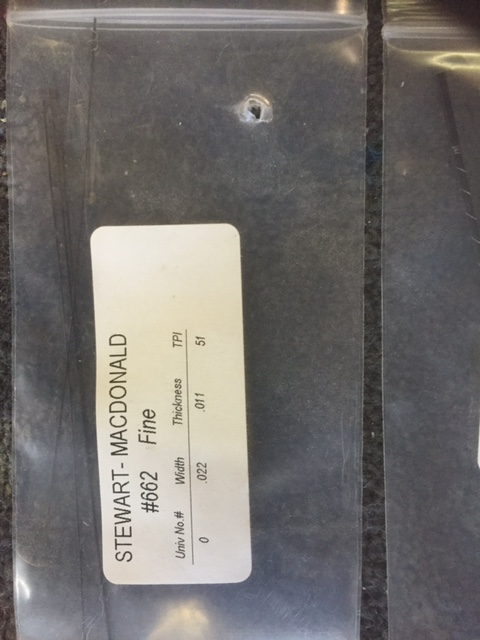 STEWART- MACDONALD
#662 Fine
Univ No.# Width Thickness TPI
0 .022 .011 51